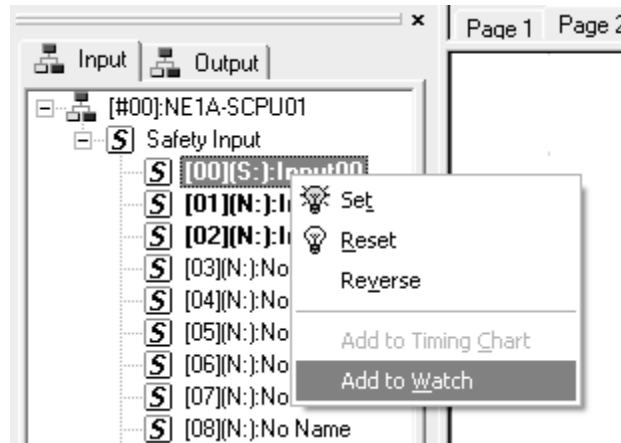 x
Page 1 Page 2
Input Output
[#00]:NE1A-SCPU01
S Safety Input
S [00](S:):Input00
S [01](N:):I
S [02](N:):I
S [03](N:):No
S [04](N:):No
S [05](N:):No
S [06](N:):No
S [07](N:):No
S [08](N:):No Name
Set
Reset
Reverse
Add to Timing Chart
Add to Watch